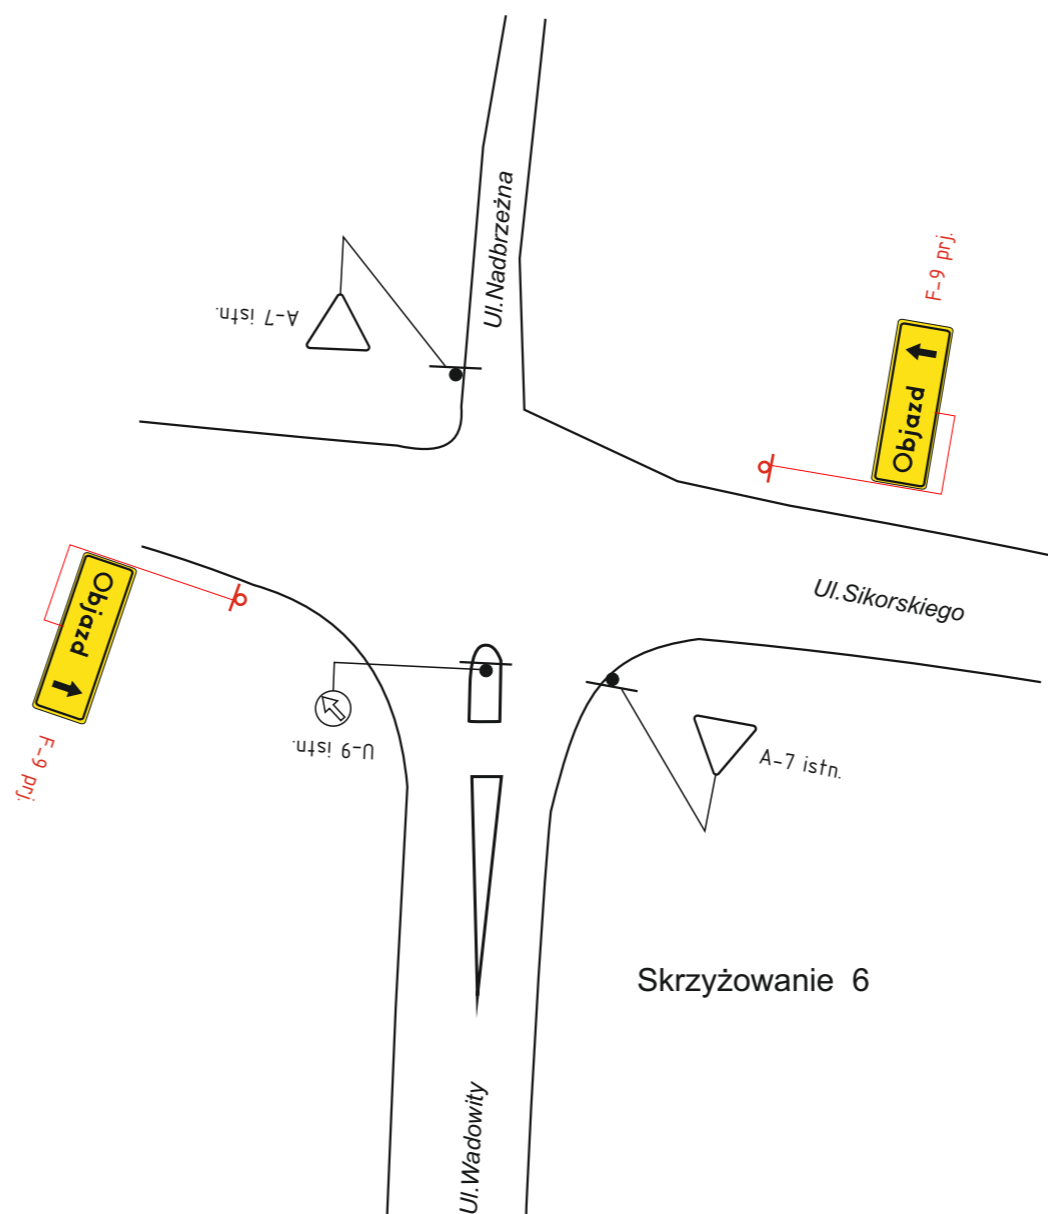 Ul.Nadbrzeżna
F-9 prj.
A-7 istn.
Objazd
Objazd
Ul.Sikorskiego
U-9 istn.
F-9 prj.
A-7 istn.
Skrzyżowanie 6
Ul.Wadowity